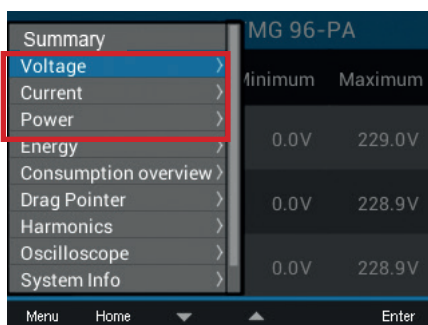 Summary
MG 96-PA
Voltage >
Minimum Maximum
Current >
Power >
Energy >
0.0V 229.0V
Consumption overview >
Drag Pointer >
0.0V 228.9V
Harmonics >
Oscilloscope >
0.0V 228.9V
System Info >
Menu Home Enter